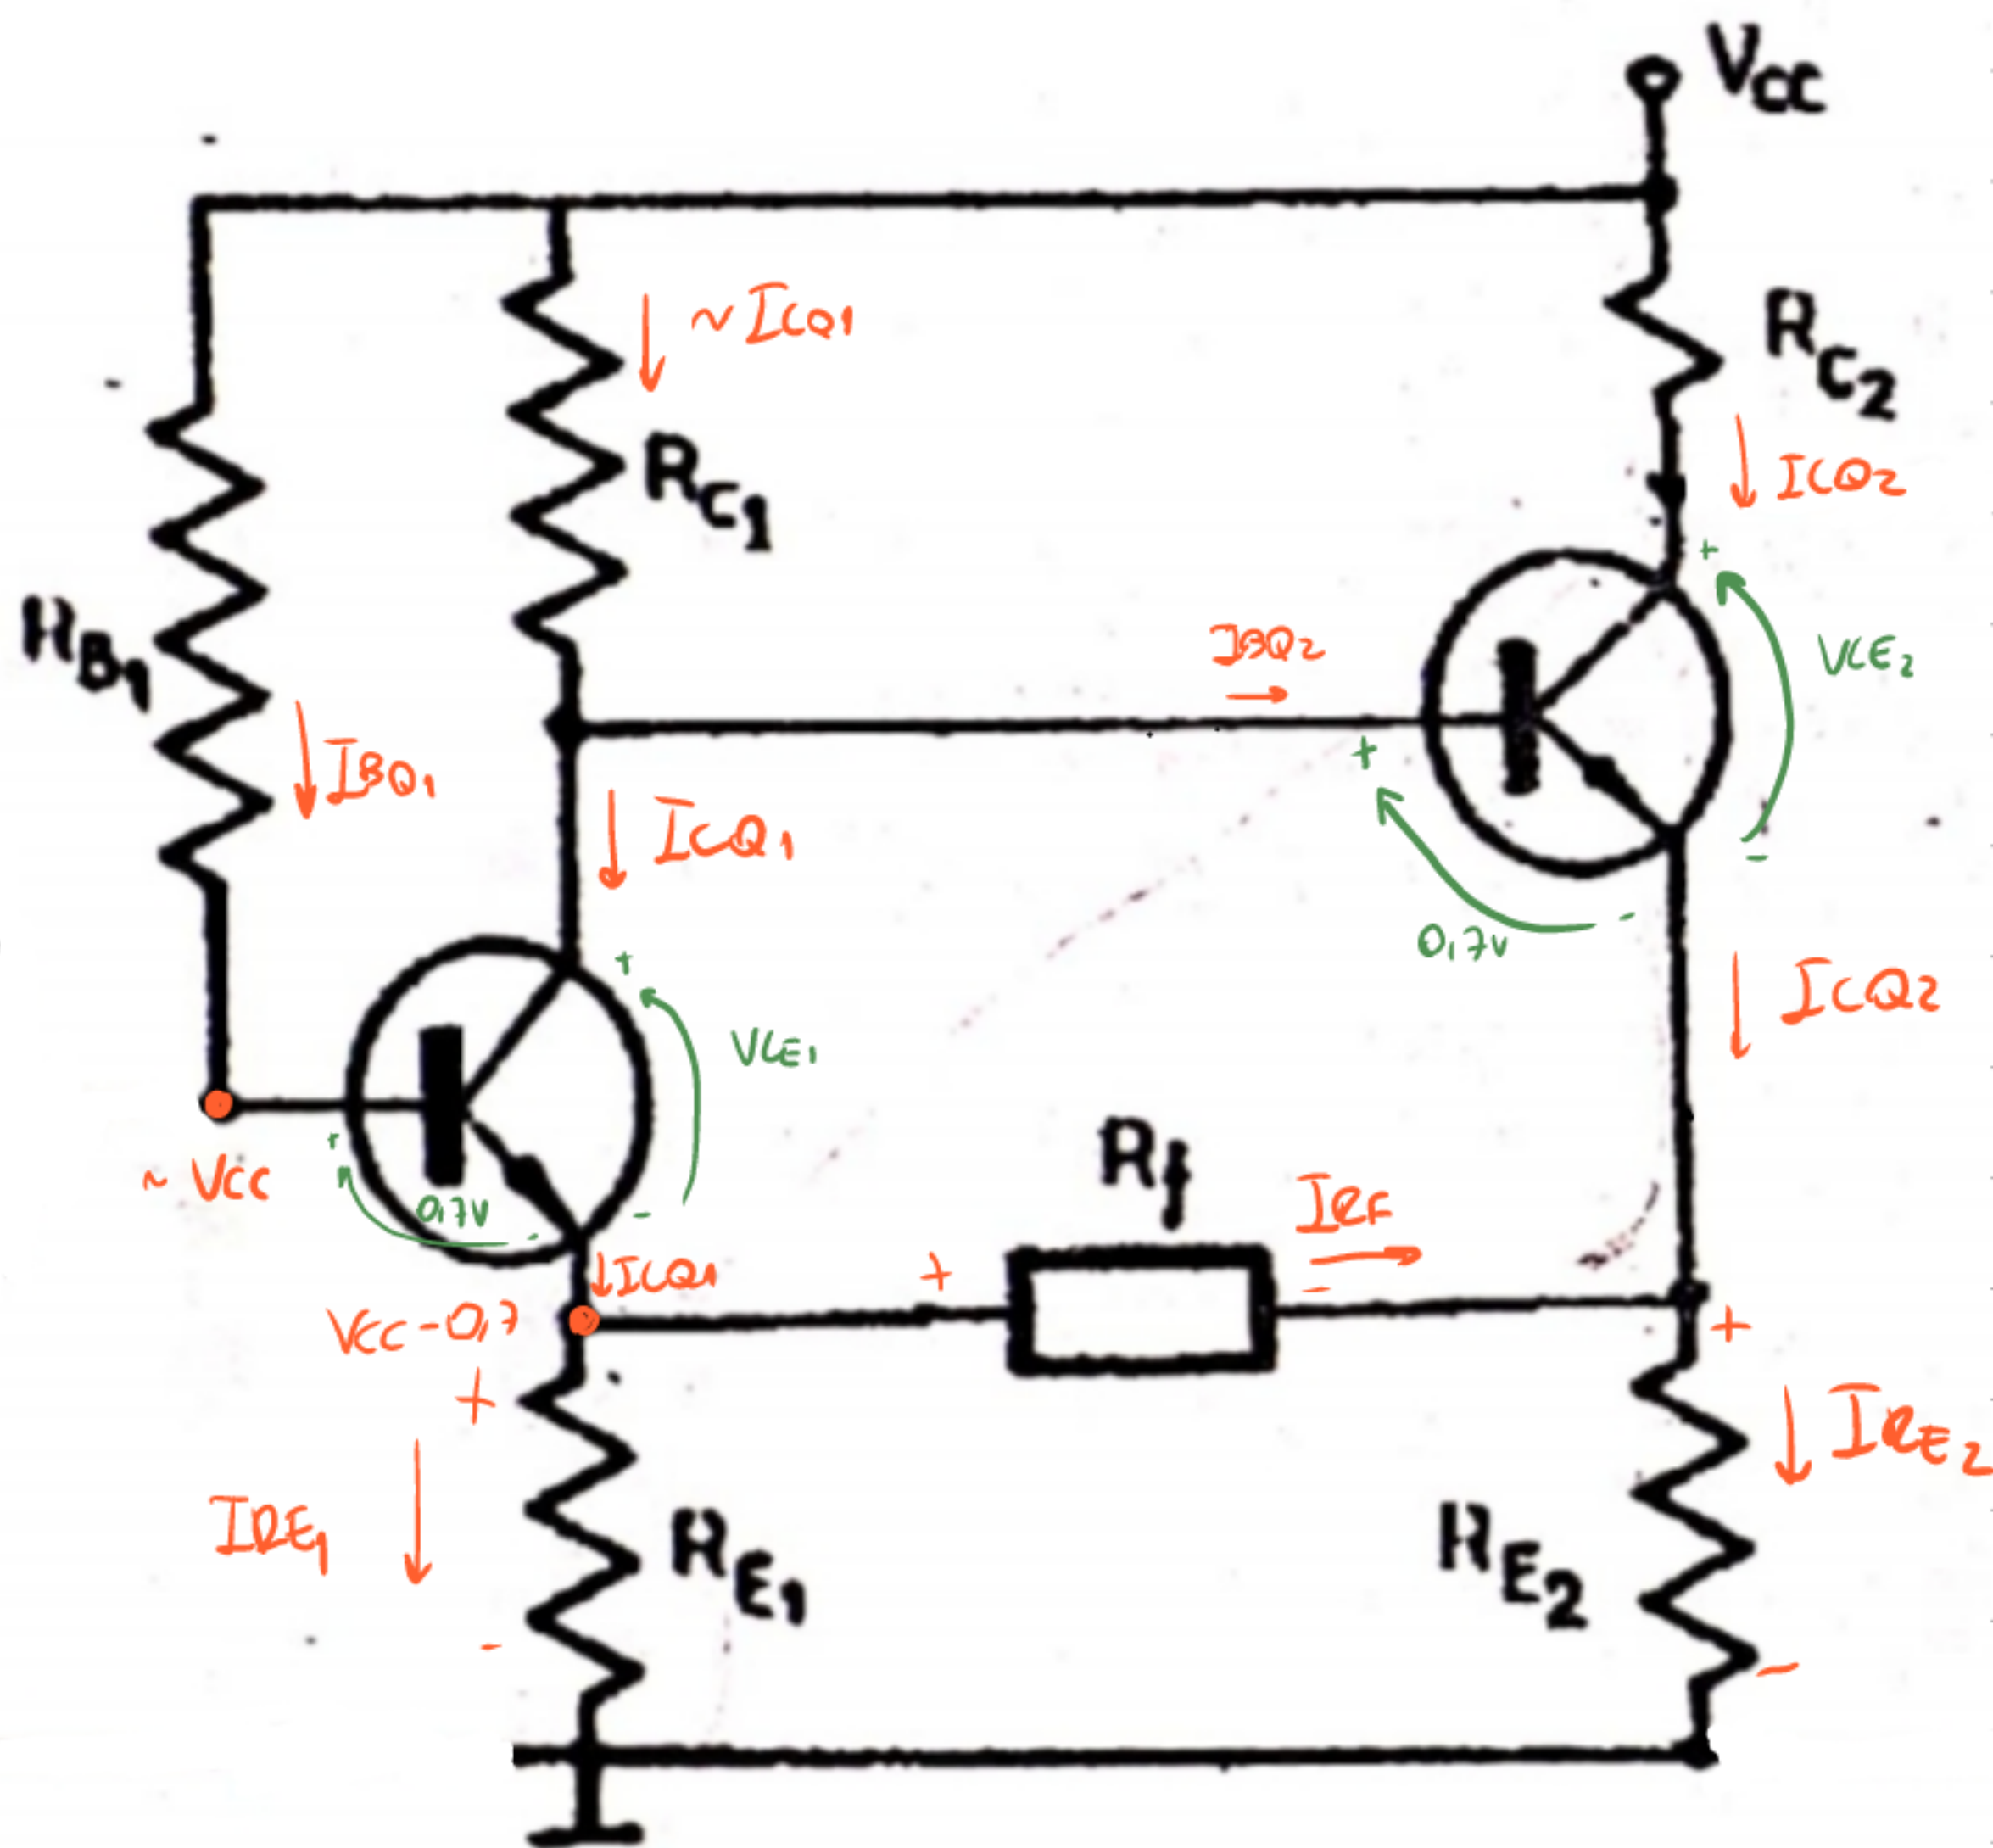 VCC
~ICQ1
RC2
RC1
ICQ2
+
RB1
IBQ2
VCE2
IBQ1
+
ICQ1
-
-
0,7V
+
ICQ2
VCE1
Rf
+
~ VCC
0,7V
-
-
IRF
ICQ1
+
-
VCC-0,7
+
+
IRE2
IRE1
RE1
RE2
-
-